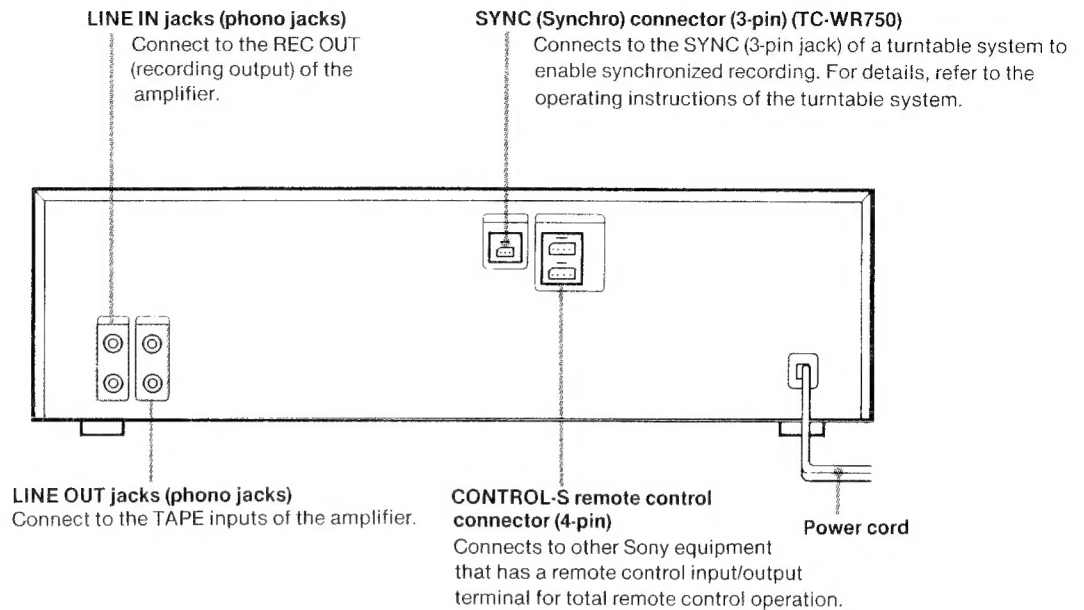 LINE IN jacks (phono jacks)
Connect to the REC OUT
(recording output) of the
amplifier.
SYNC (Synchro) connector (3-pin) (TC-WR750)
Connects to the SYNC (3-pin jack) of a turntable system to
enable synchronized recording. For details, refer to the
operating instructions of the turntable system.
LINE OUT jacks (phono jacks)
Connect to the TAPE inputs of the amplifier.
CONTROL-S remote control
connector (4-pin)
Connects to other Sony equipment
that has a remote control input/output
terminal for total remote control operation.
Power cord